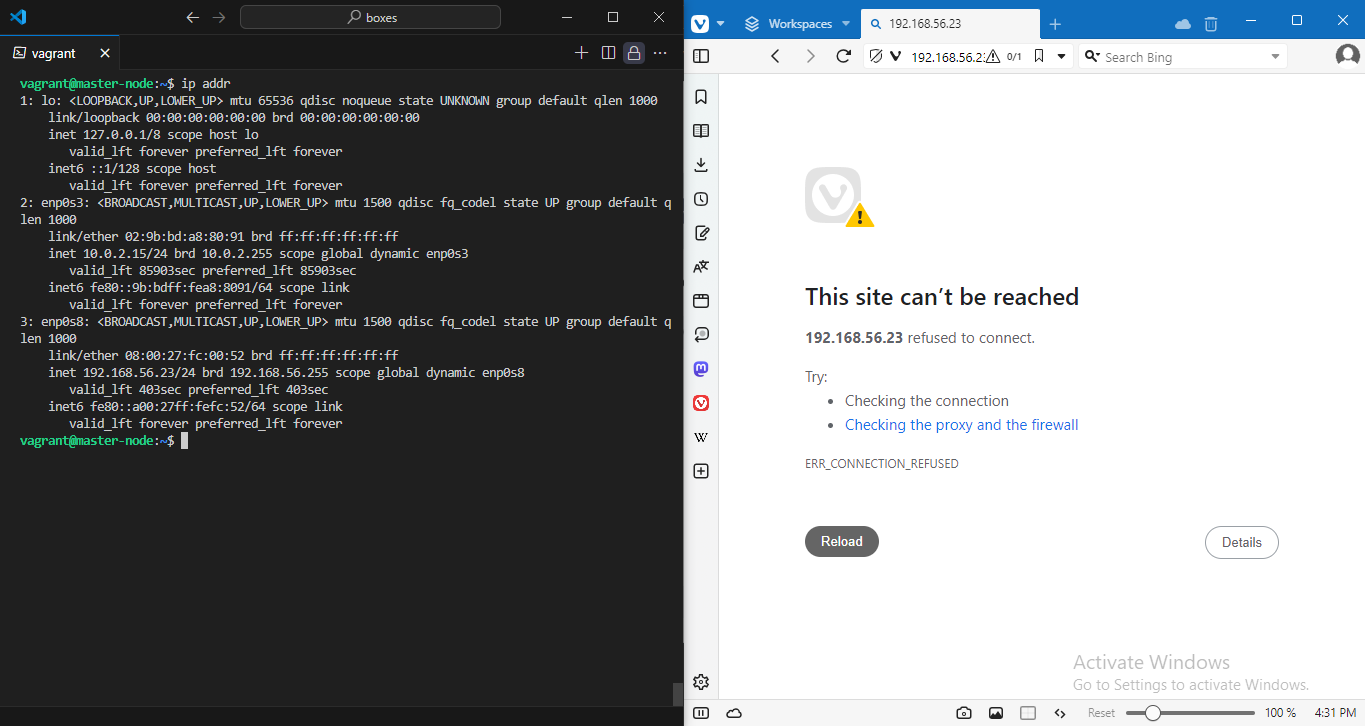 boxes
vagrant
vagrant@master-node:~$ ip addr
1: lo: <LOOPBACK,UP,LOWER_UP> mtu 65536 qdisc noqueue state UNKNOWN group default qlen 1000
link/loopback 00:00:00:00:00:00 brd 00:00:00:00:00:00
inet 127.0.0.1/8 scope host lo
valid_lft forever preferred_lft forever
inet6 ::1/128 scope host
valid_lft forever preferred_lft forever
2: enp0s3: <BROADCAST,MULTICAST,UP,LOWER_UP> mtu 1500 qdisc fq_codel state UP group default q
len 1000
link/ether 02:9b:bd:a8:80:91 brd ff:ff:ff:ff:ff:ff
inet 10.0.2.15/24 brd 10.0.2.255 scope global dynamic enp0s3
valid_lft 85903sec preferred_lft 85903sec
inet6 fe80::9b:bdff:fea8:8091/64 scope link
valid_lft forever preferred_lft forever
3: enp0s8: <BROADCAST,MULTICAST,UP,LOWER_UP> mtu 1500 qdisc fq_codel state UP group default q
len 1000
link/ether 08:00:27:fc:00:52 brd ff:ff:ff:ff:ff:ff
inet 192.168.56.23/24 brd 192.168.56.255 scope global dynamic enp0s8
valid_lft 403sec preferred_lft 403sec
inet6 fe80::a00:27ff:fefc:52/64 scope link
valid_lft forever preferred_lft forever
vagrant@master-node:~$
Workspaces
192.168.56.23
192.168.56.2
0/1
Search Bing
W
This site can't be reached
192.168.56.23 refused to connect.
Try:
• Checking the connection
• Checking the proxy and the firewall
ERR_CONNECTION_REFUSED
Reload
Details
Activate Windows
Go to Settings to activate Windows.
Reset
100 %
4:31 PM